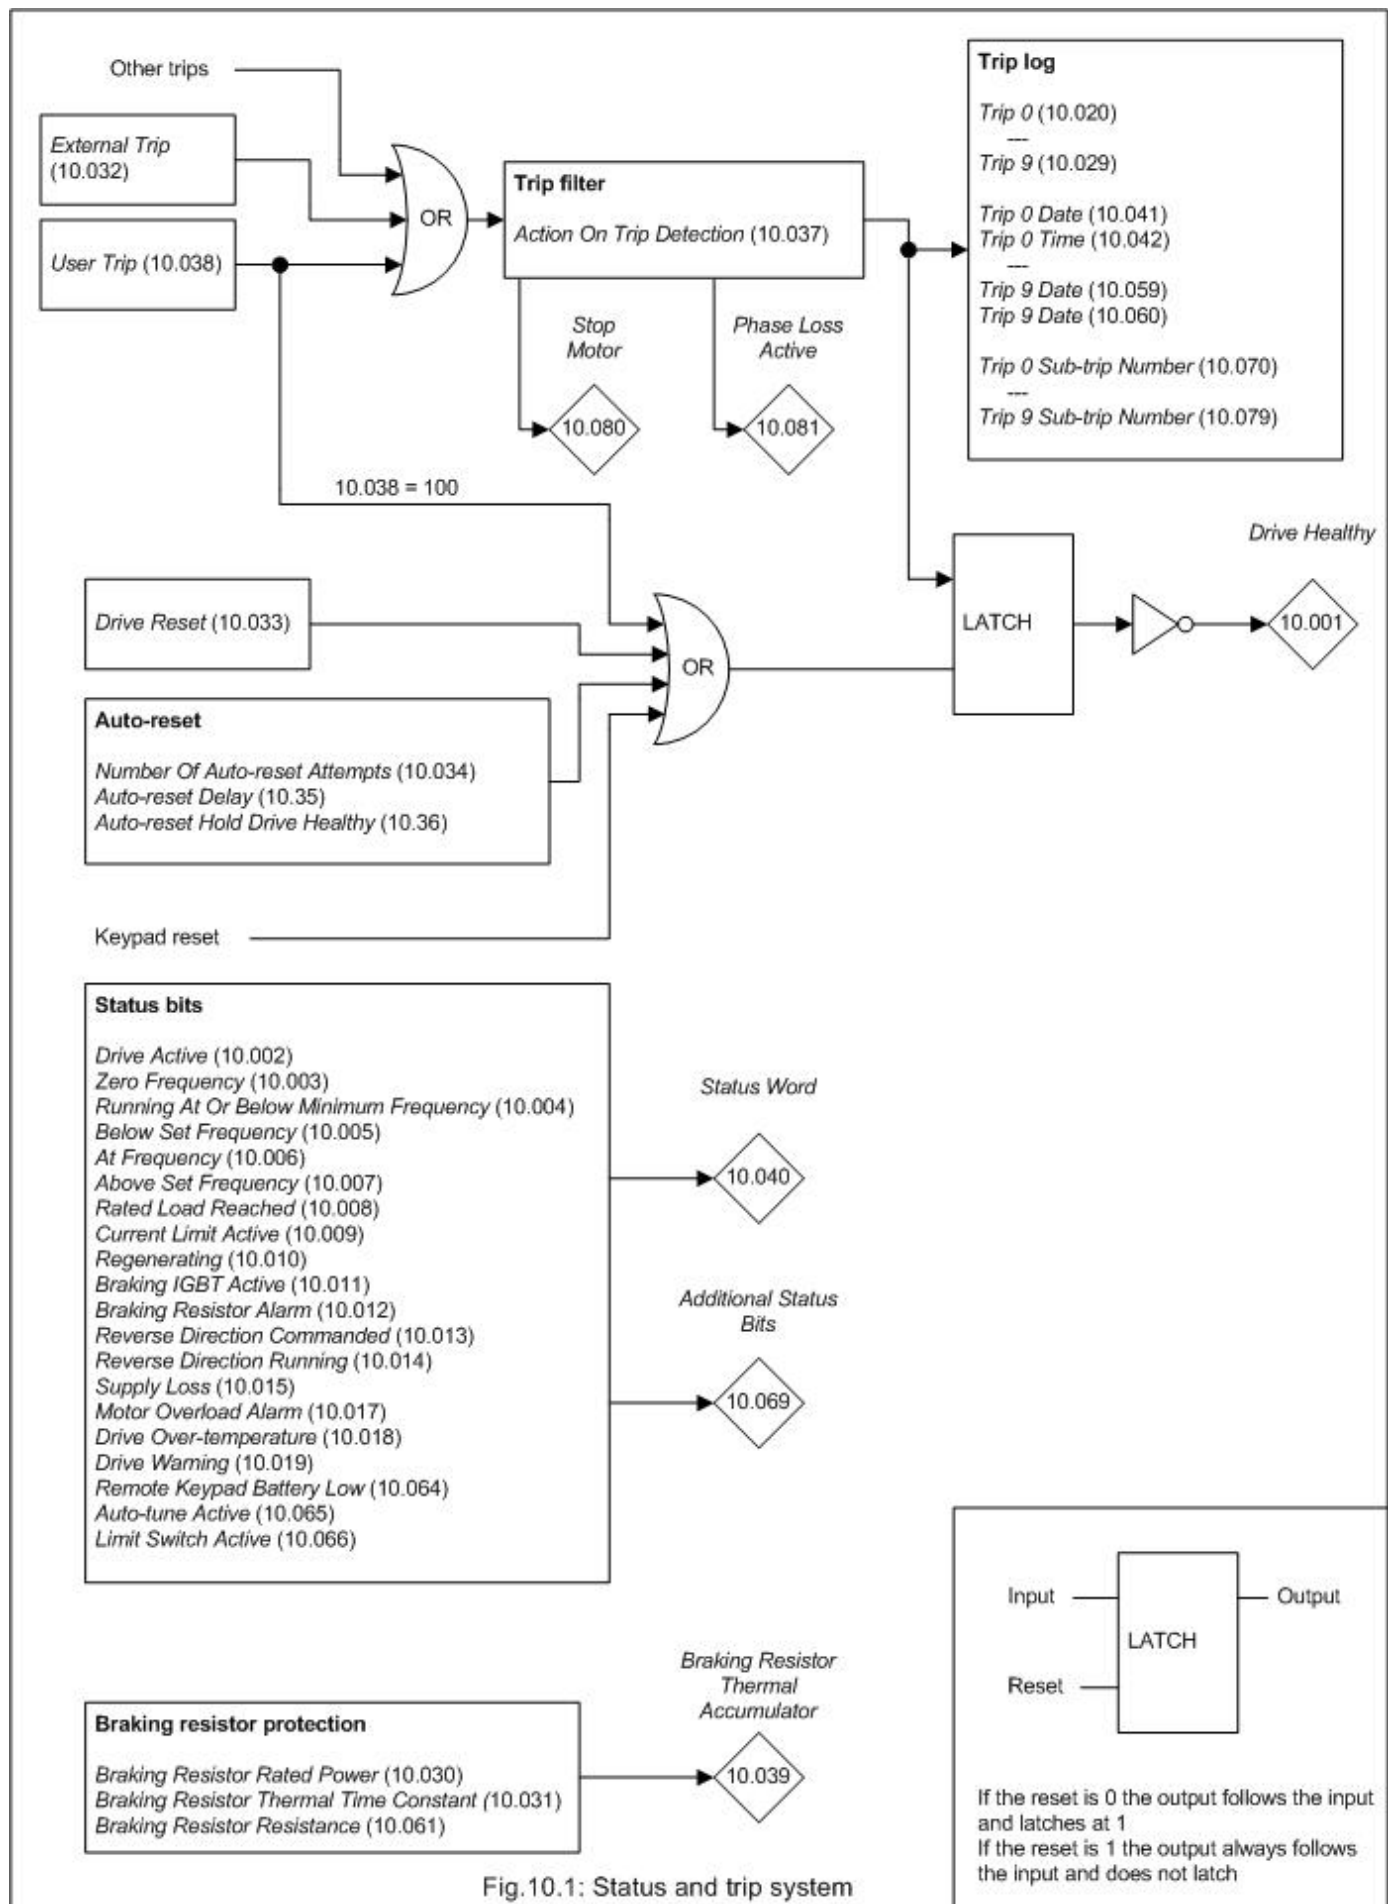 Other trips
External Trip
(10.032)
User Trip (10.038)
OR
Trip filter
Action On Trip Detection (10.037)
Trip log
Trip 0 (10.020)
---
Trip 9 (10.029)
Trip 0 Date (10.041)
Trip 0 Time (10.042)
---
Trip 9 Date (10.059)
Trip 9 Date (10.060)
Trip 0 Sub-trip Number (10.070)
---
Trip 9 Sub-trip Number (10.079)
Stop
Motor
10.080
Phase Loss
Active
10.081
10.038 = 100
Drive Reset (10.033)
Auto-reset
Number Of Auto-reset Attempts (10.034)
Auto-reset Delay (10.35)
Auto-reset Hold Drive Healthy (10.36)
Keypad reset
OR
LATCH
Drive Healthy
10.001
Status bits
Drive Active (10.002)
Zero Frequency (10.003)
Running At Or Below Minimum Frequency (10.004)
Below Set Frequency (10.005)
At Frequency (10.006)
Above Set Frequency (10.007)
Rated Load Reached (10.008)
Current Limit Active (10.009)
Regenerating (10.010)
Braking IGBT Active (10.011)
Braking Resistor Alarm (10.012)
Reverse Direction Commanded (10.013)
Reverse Direction Running (10.014)
Supply Loss (10.015)
Motor Overload Alarm (10.017)
Drive Over-temperature (10.018)
Drive Warning (10.019)
Remote Keypad Battery Low (10.064)
Auto-tune Active (10.065)
Limit Switch Active (10.066)
Status Word
10.040
Additional Status
Bits
10.069
Braking resistor protection
Braking Resistor Rated Power (10.030)
Braking Resistor Thermal Time Constant (10.031)
Braking Resistor Resistance (10.061)
Braking Resistor
Thermal
Accumulator
10.039
Input
Output
LATCH
Reset
If the reset is 0 the output follows the input
and latches at 1
If the reset is 1 the output always follows
the input and does not latch
Fig.10.1: Status and trip system